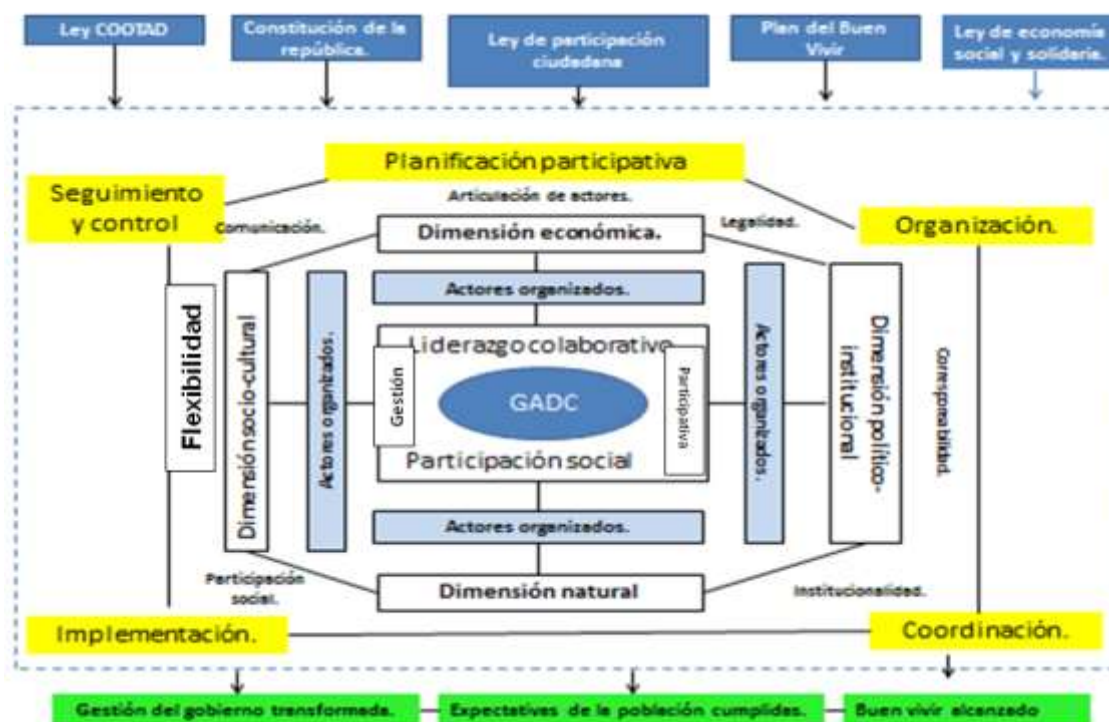 Ley COOTAD
Constitución de la
república.
Ley de participación
ciudadana
Plan del Buen
Vivir
Ley de economía
social y solidaria.
Planificación participativa
Seguimiento
y control
Articulación de actores.
Comunicación.
Legalidad.
Organización.
Dimensión económica.
Actores organizados.
Flexibilidad
Dimensión socio-cultural
Actores organizados.
Liderazgo colaborativo
Gestión
GADC
Participativa
Participación social
Actores organizados.
Dimensión político-
institucional
Corresponsabilidad.
Actores organizados.
Participación
social.
Dimensión natural
Institucionalidad.
Implementación.
Coordinación.
Gestión del gobierno transformada.
Expectativas de la población cumplidas.
Buen vivir alcanzado